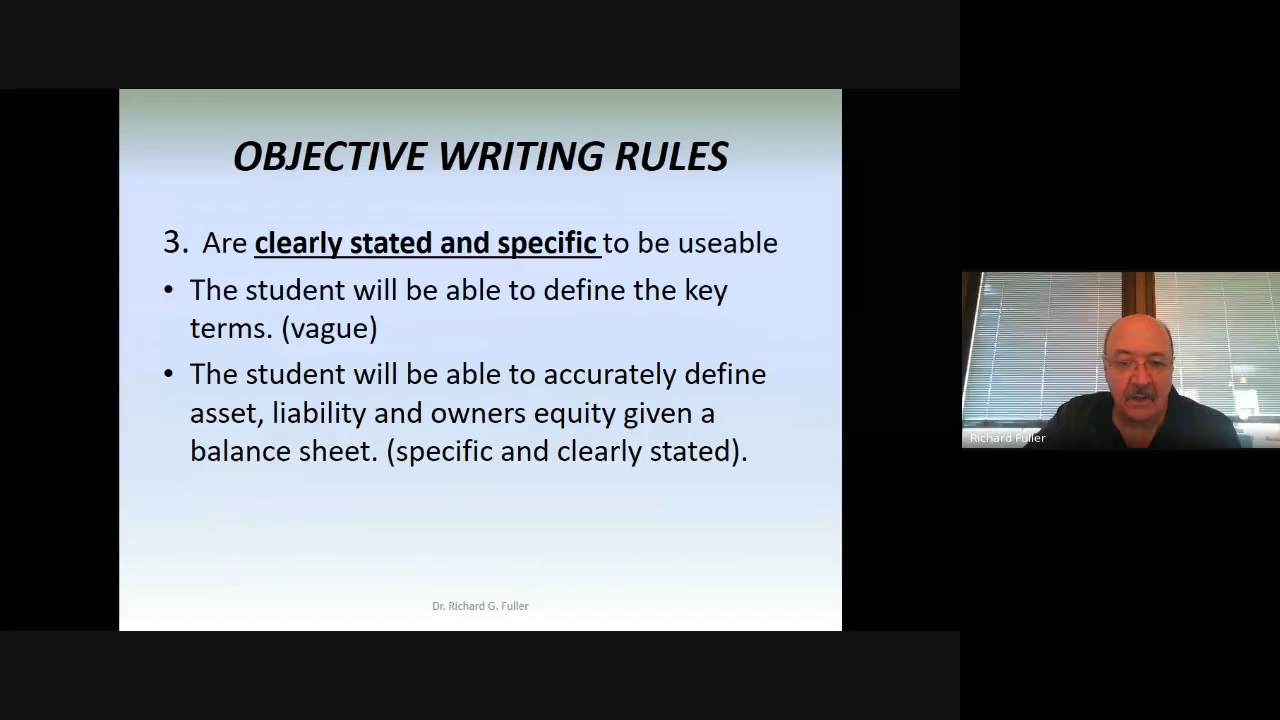 OBJECTIVE WRITING RULES
3. Are clearly stated and specific to be useable
• The student will be able to define the key
terms. (vague)
• The student will be able to accurately define
asset, liability and owners equity given a
balance sheet. (specific and clearly stated).
Dr. Richard G. Fuller
Richard Fuller